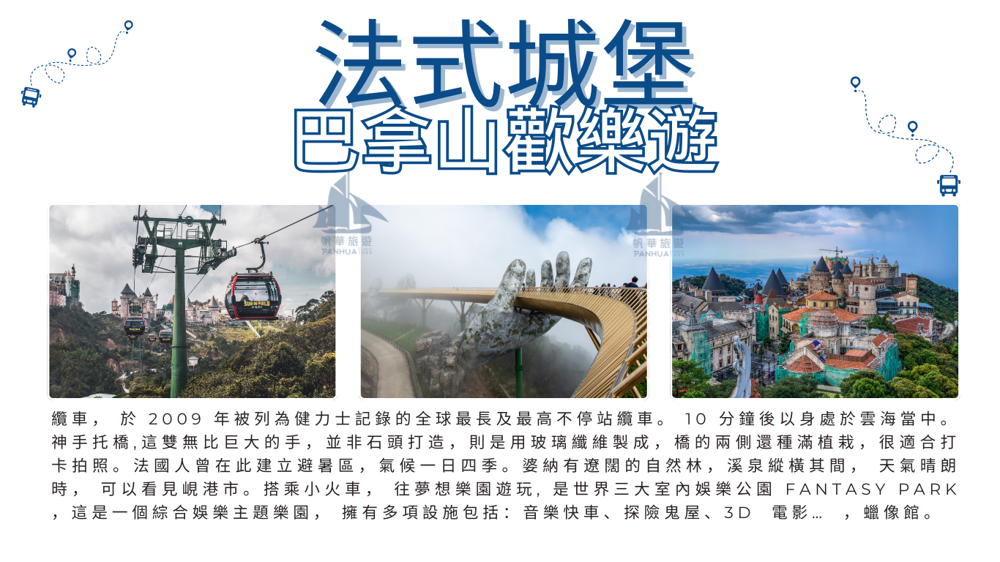 法式城堡
巴拿山歡樂遊
帆華旅遊
PANHUA
帆華旅遊
PANHUA
SUNWORLD
纜車， 於 2009 年被列為健力士記錄的全球最長及最高不停站纜車。 10 分鐘後以身處於雲海當中。
神手托橋,這雙無比巨大的手，並非石頭打造，則是用玻璃纖維製成，橋的兩側還種滿植栽，很適合打
卡拍照。法國人曾在此建立避暑區，氣候一日四季。婆納有遼闊的自然林，溪泉縱橫其間， 天氣晴朗
時， 可以看見峴港市。搭乘小火車， 往夢想樂園遊玩, 是世界三大室內娛樂公園 FANTASY PARK
，這是一個綜合娛樂主題樂園， 擁有多項設施包括：音樂快車、探險鬼屋、3D 電影… ，蠟像館。